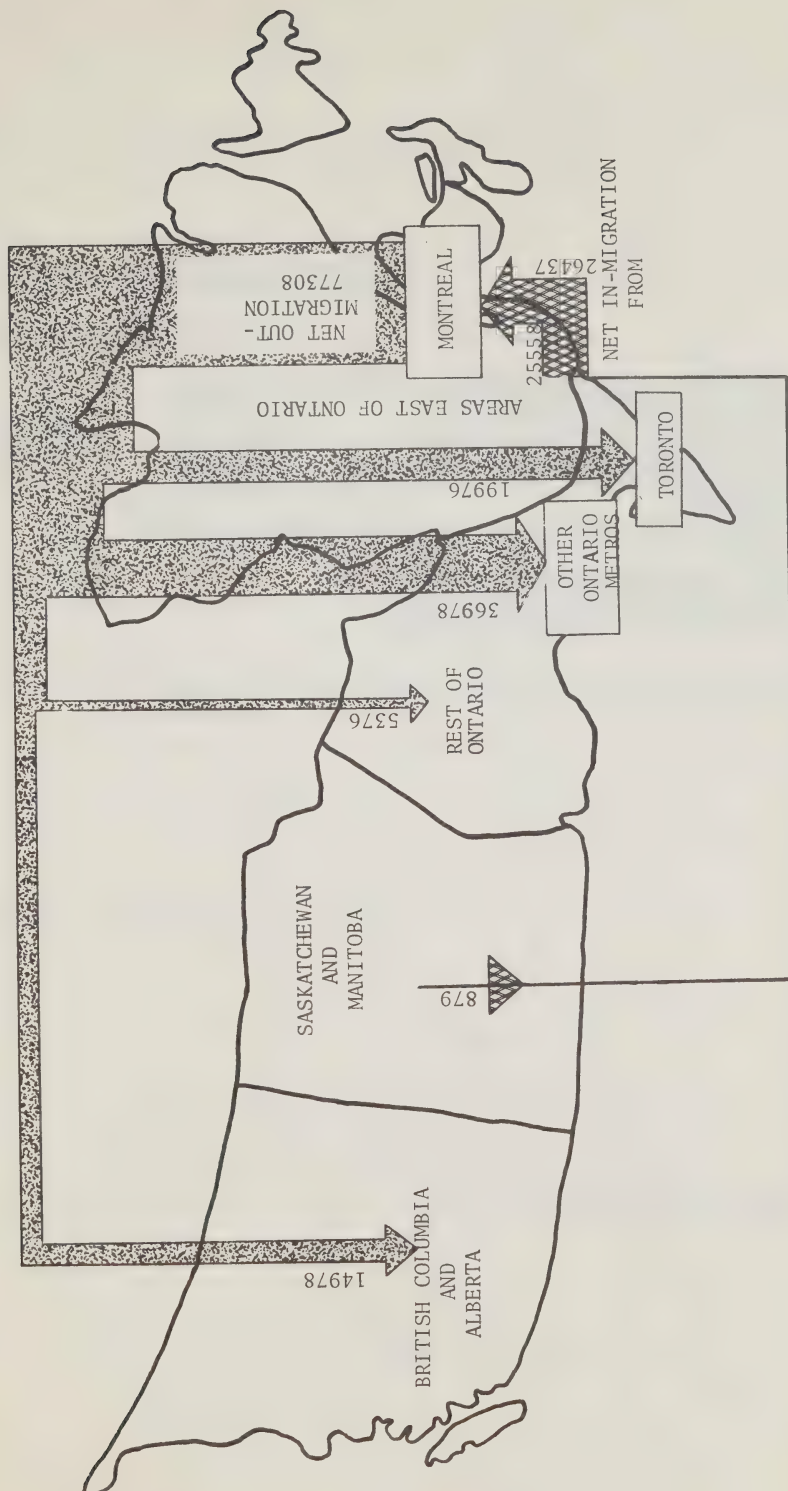 BRITISH COLUMBIA
AND
ALBERTA
14978
SASKATCHEWAN
AND
MANITOBA
879
REST OF
ONTARIO
5376
OTHER
ONTARIO
METROS
36978
TORONTO
19976
AREAS EAST OF ONTARIO
MONTREAL
NET OUT-
MIGRATION
77308
25558
26437
NET IN-MIGRATION
FROM